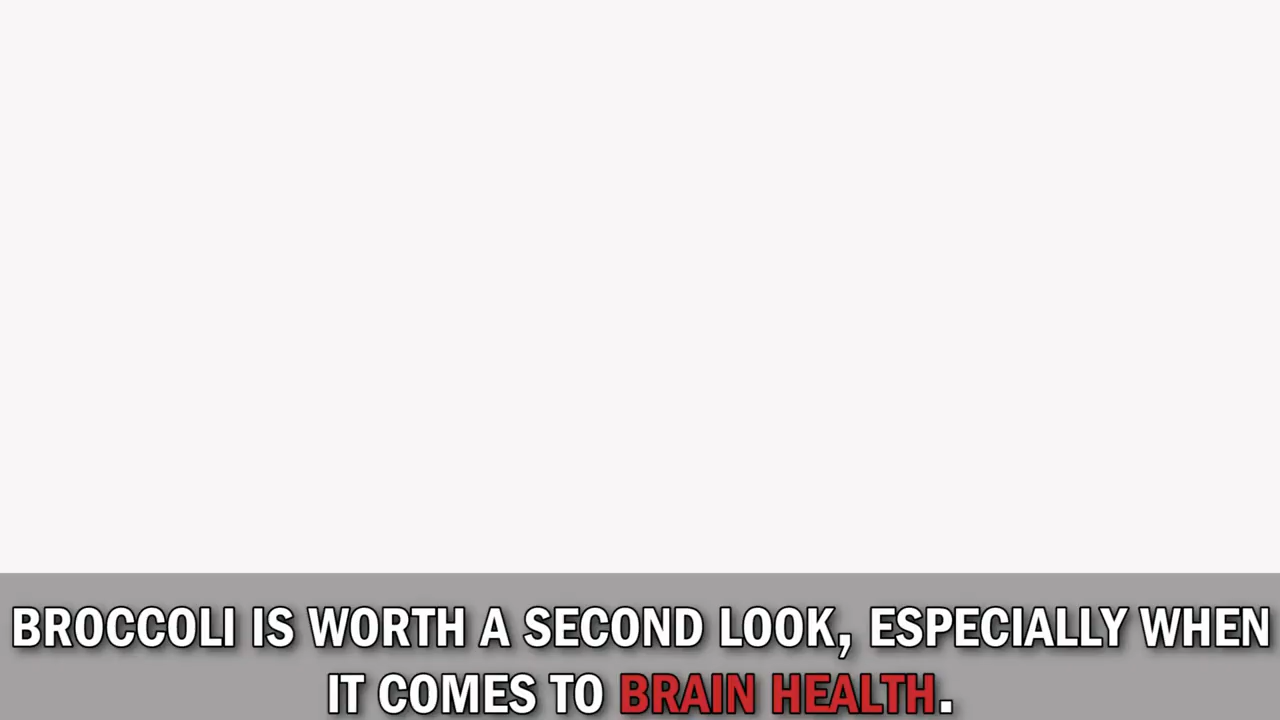 BROCCOLI IS WORTH A SECOND LOOK, ESPECIALLY WHEN
IT COMES TO BRAIN HEALTH.